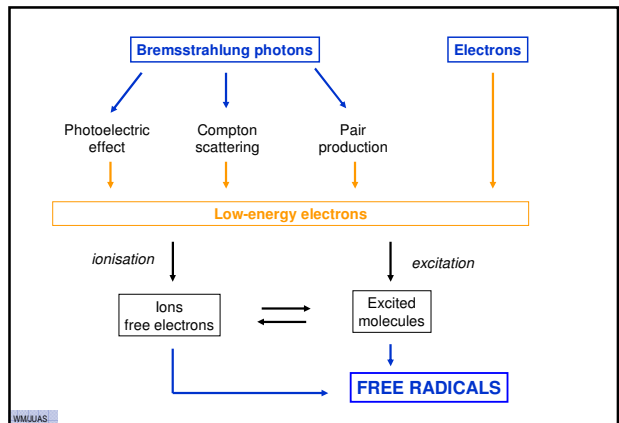 Bremsstrahlung photons
Electrons
Photoelectric
effect
Compton
scattering
Pair
production
Low-energy electrons
ionisation
excitation
Ions
free electrons
Excited
molecules
FREE RADICALS
WM/JUAS